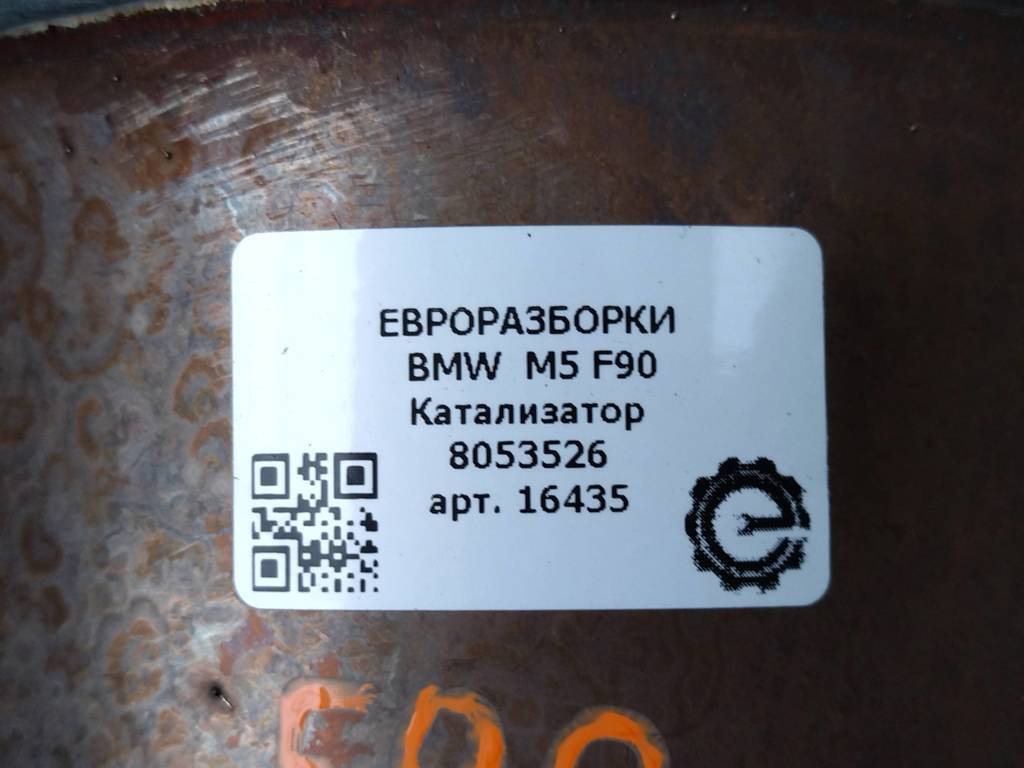 ЕВРОРАЗБОРКИ
BMW M5 F90
Катализатор
8053526
арт. 16435